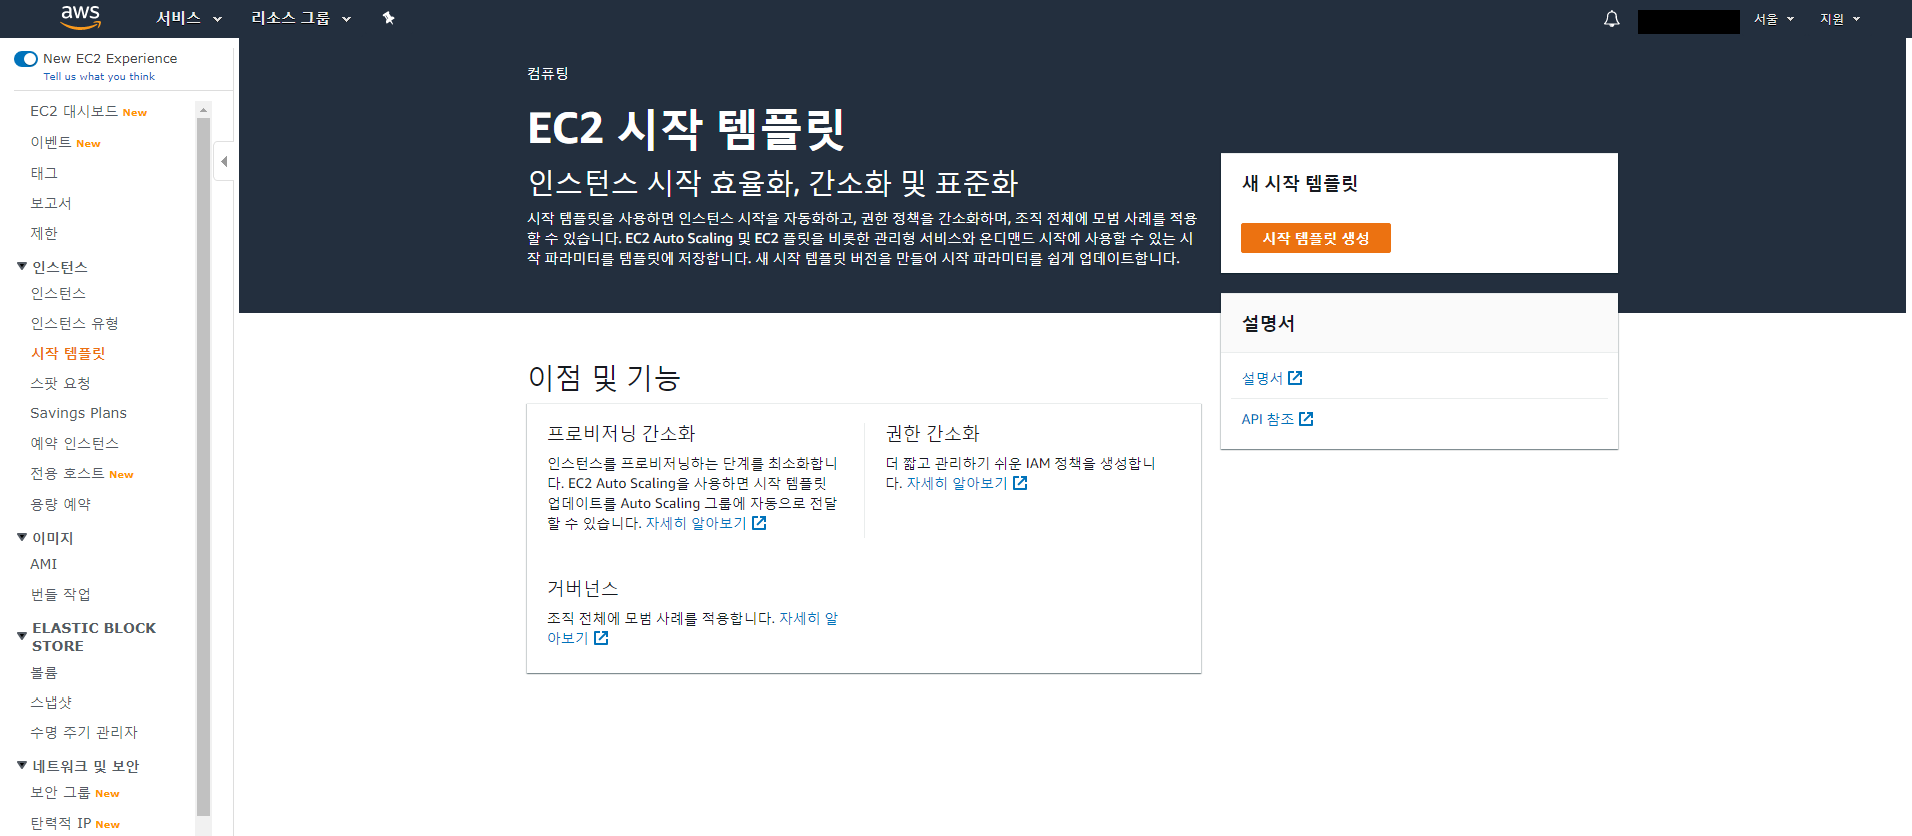 aws
서비스
리소스 그룹
서울
지원
New EC2 Experience
Tell us what you think
EC2 대시보드 New
이벤트 New
태그
보고서
제한
인스턴스
인스턴스
인스턴스 유형
시작 템플릿
스팟 요청
Savings Plans
예약 인스턴스
전용 호스트 New
용량 예약
이미지
AMI
번들 작업
ELASTIC BLOCK
STORE
볼륨
스냅샷
수명 주기 관리자
네트워크 및 보안
보안 그룹 New
탄력적 IP New
컴퓨팅
EC2 시작 템플릿
인스턴스 시작 효율화, 간소화 및 표준화
시작 템플릿을 사용하면 인스턴스 시작을 자동화하고, 권한 정책을 간소화하며, 조직 전체에 모범 사례를 적용
할 수 있습니다. EC2 Auto Scaling 및 EC2 플릿을 비롯한 관리형 서비스와 온디맨드 시작에 사용할 수 있는 시
작 파라미터를 템플릿에 저장합니다. 새 시작 템플릿 버전을 만들어 시작 파라미터를 쉽게 업데이트합니다.
새 시작 템플릿
시작 템플릿 생성
설명서
설명서
API 참조
이점 및 기능
프로비저닝 간소화
인스턴스를 프로비저닝하는 단계를 최소화합니
다. EC2 Auto Scaling을 사용하면 시작 템플릿
업데이트를 Auto Scaling 그룹에 자동으로 전달
할 수 있습니다. 자세히 알아보기
권한 간소화
더 짧고 관리하기 쉬운 IAM 정책을 생성합니
다. 자세히 알아보기
거버넌스
조직 전체에 모범 사례를 적용합니다. 자세히 알
아보기